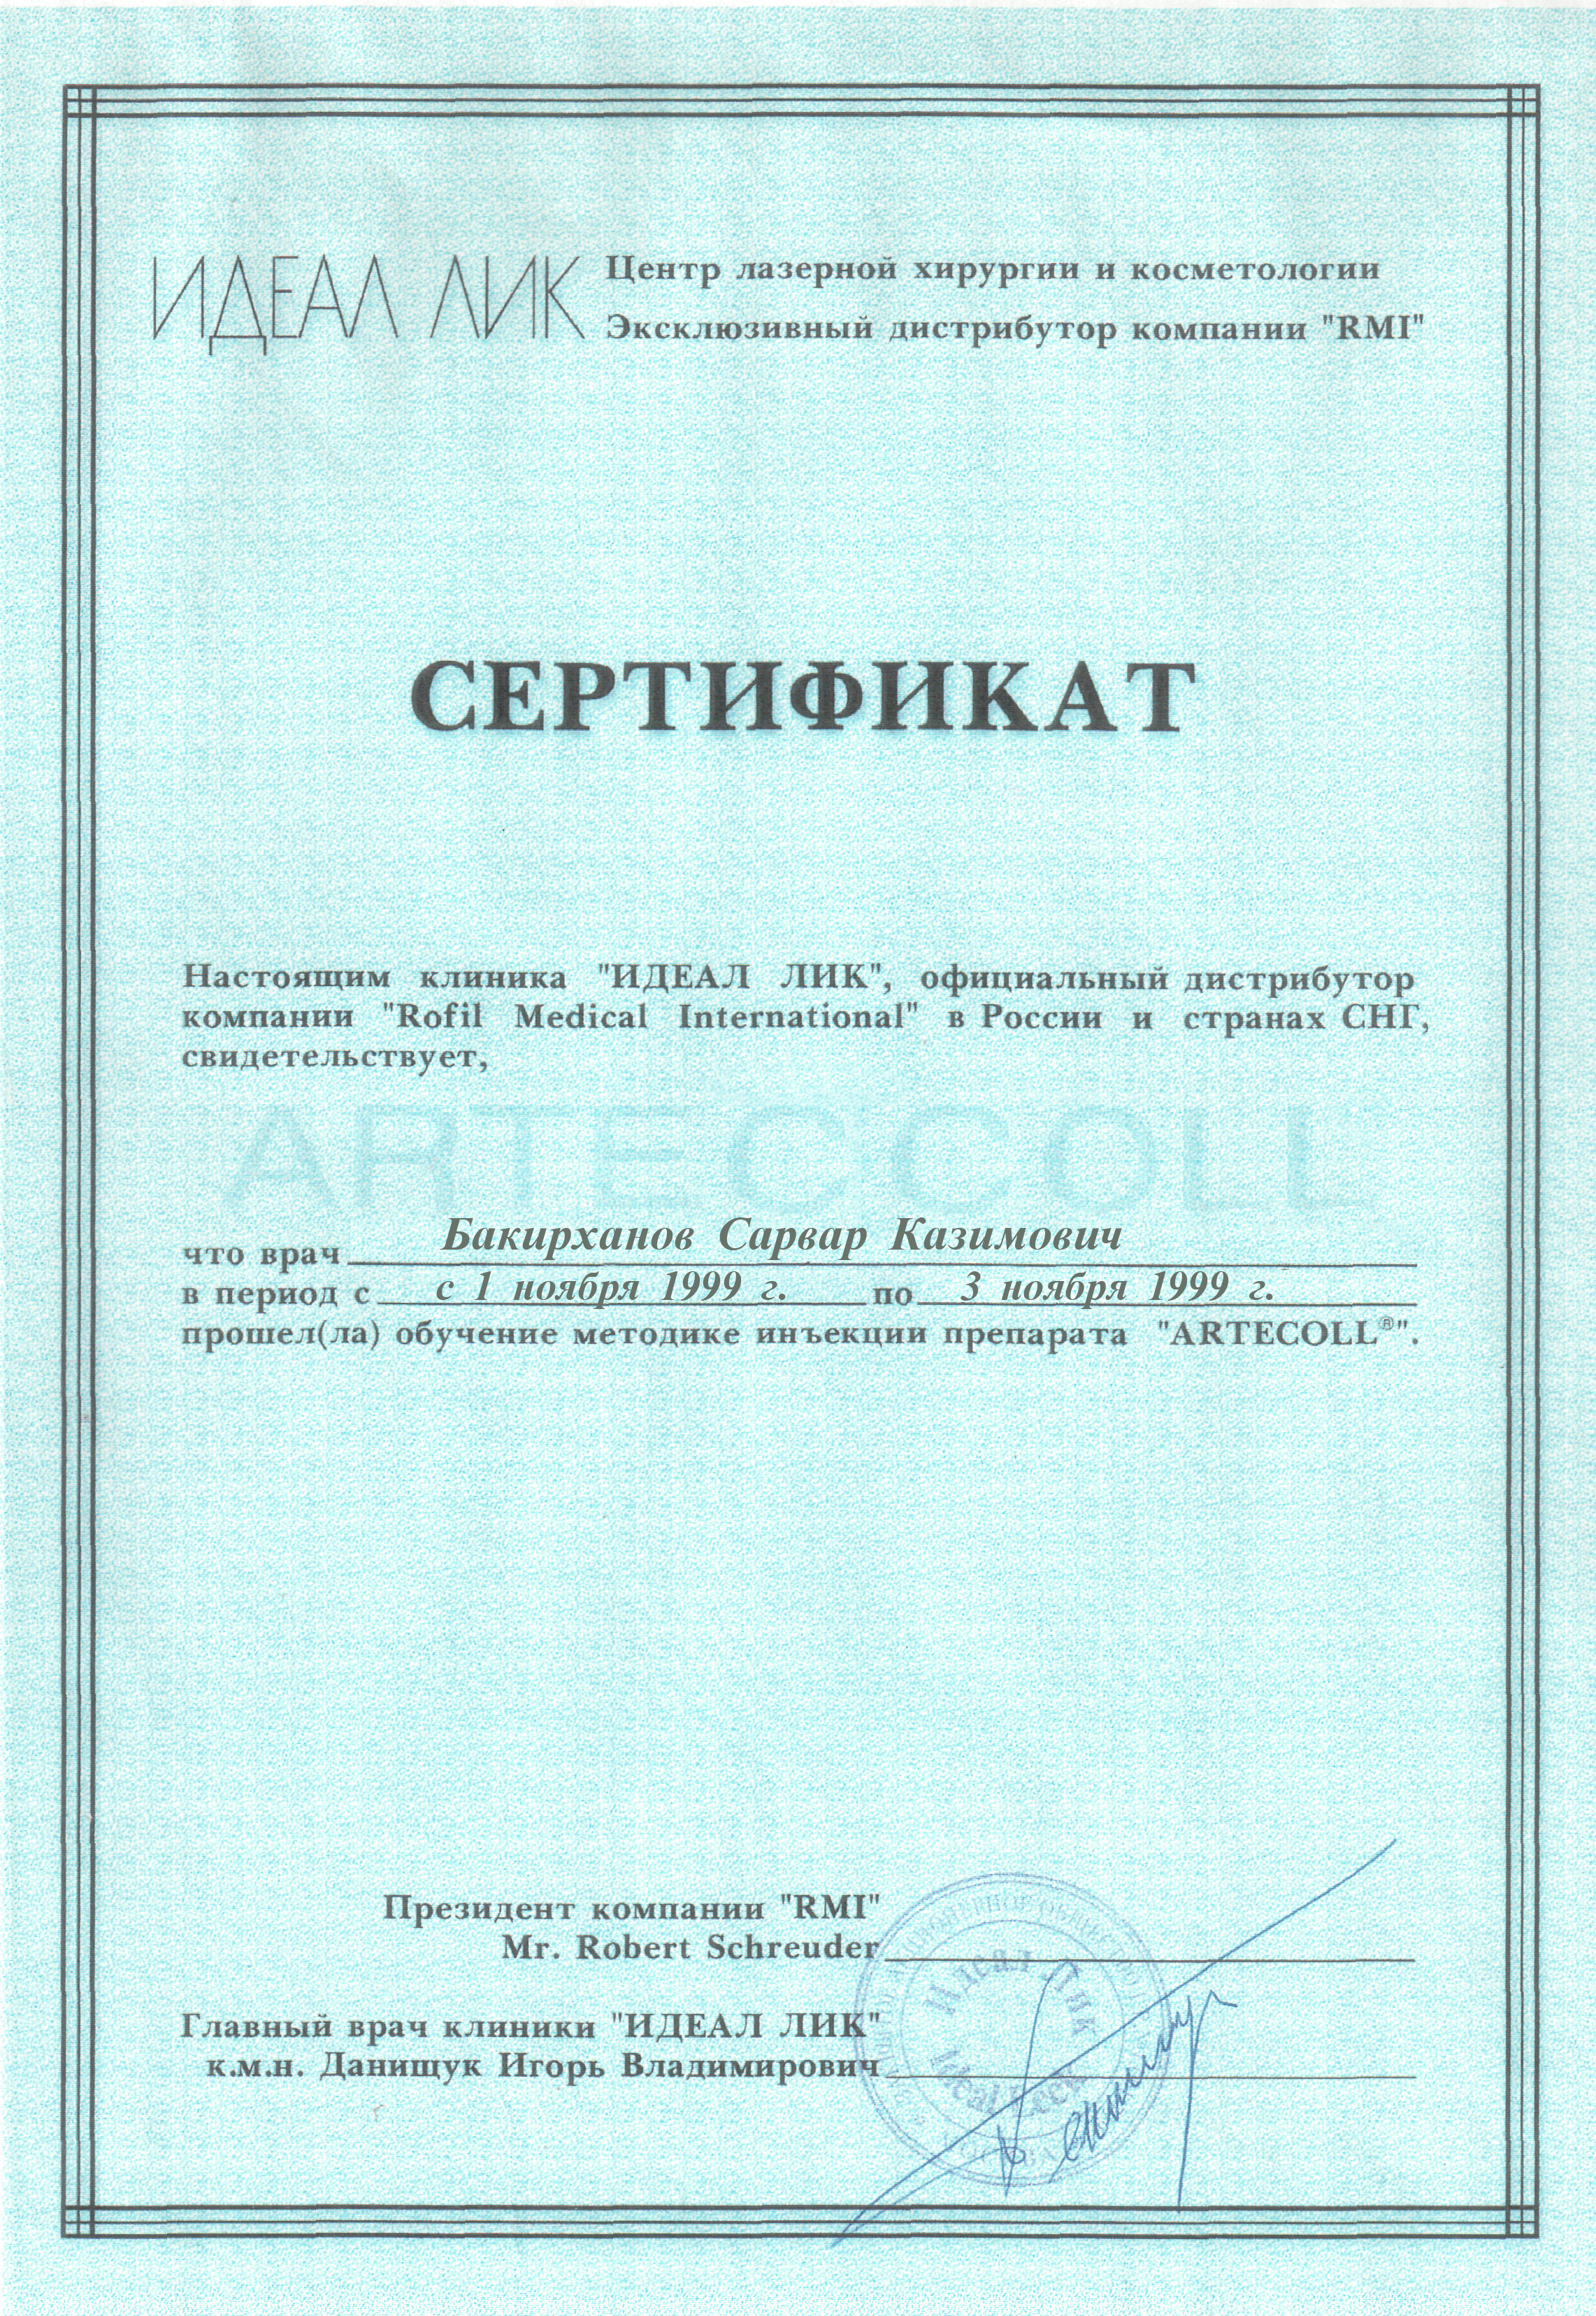 ИДЕАЛ ЛИК
Центр лазерной хирургии и косметологии
Эксклюзивный дистрибутор компании "RMI"
СЕРТИФИКАТ
Настоящим клиника "ИДЕАЛ ЛИК", официальный дистрибутор
компании "Rofil Medical International" в России и странах СНГ,
свидетельствует,
ARTECOLL
что врач Бакирханов Сарвар Казимович
в период с с 1 ноября 1999 г. по 3 ноября 1999 г.
прошел(ла) обучение методике инъекции препарата "ARTECOLL®".
Президент компании "RMI"
Mr. Robert Schreuder
Главный врач клиники "ИДЕАЛ ЛИК"
к.м.н. Данищук Игорь Владимирович
Идеал Лик
Ideal
МОСКВА